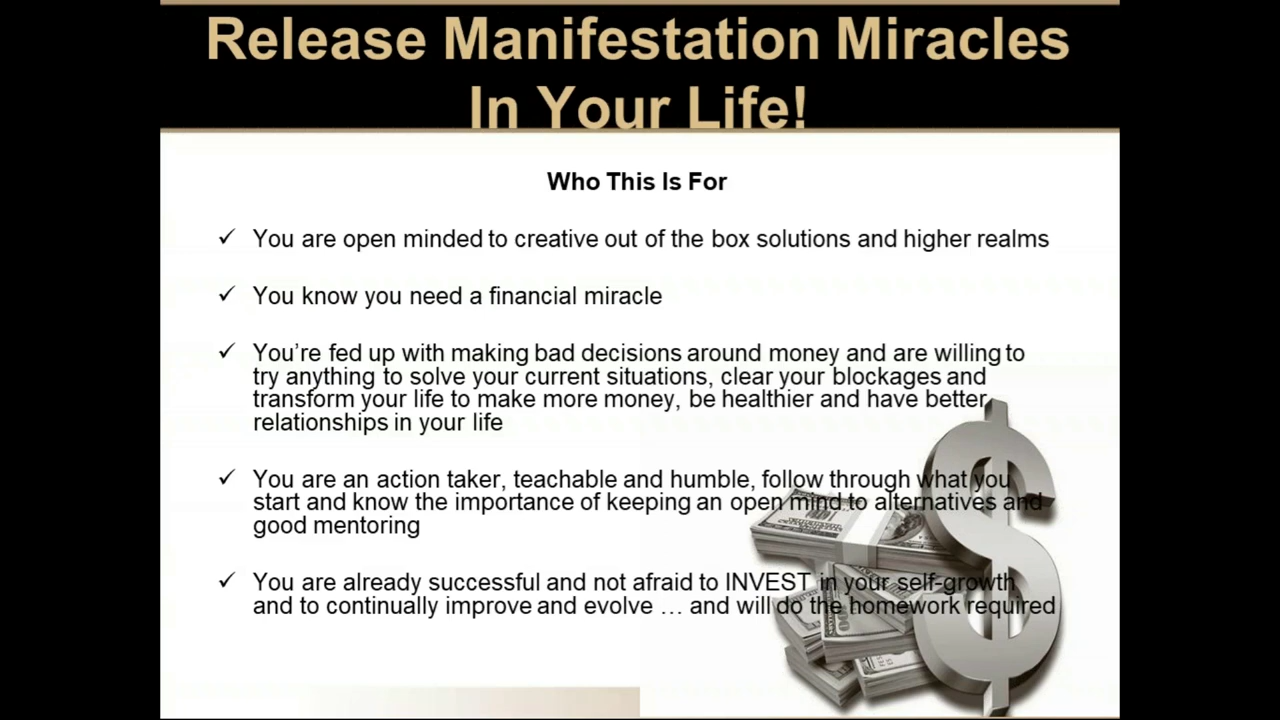 Release Manifestation Miracles
In Your Life!
Who This Is For
✓ You are open minded to creative out of the box solutions and higher realms
✓ You know you need a financial miracle
✓ You’re fed up with making bad decisions around money and are willing to
try anything to solve your current situations, clear your blockages and
transform your life to make more money, be healthier and have better
relationships in your life
✓ You are an action taker, teachable and humble, follow through what you
start and know the importance of keeping an open mind to alternatives and
good mentoring
✓ You are already successful and not afraid to INVEST in your self-growth
and to continually improve and evolve … and will do the homework required